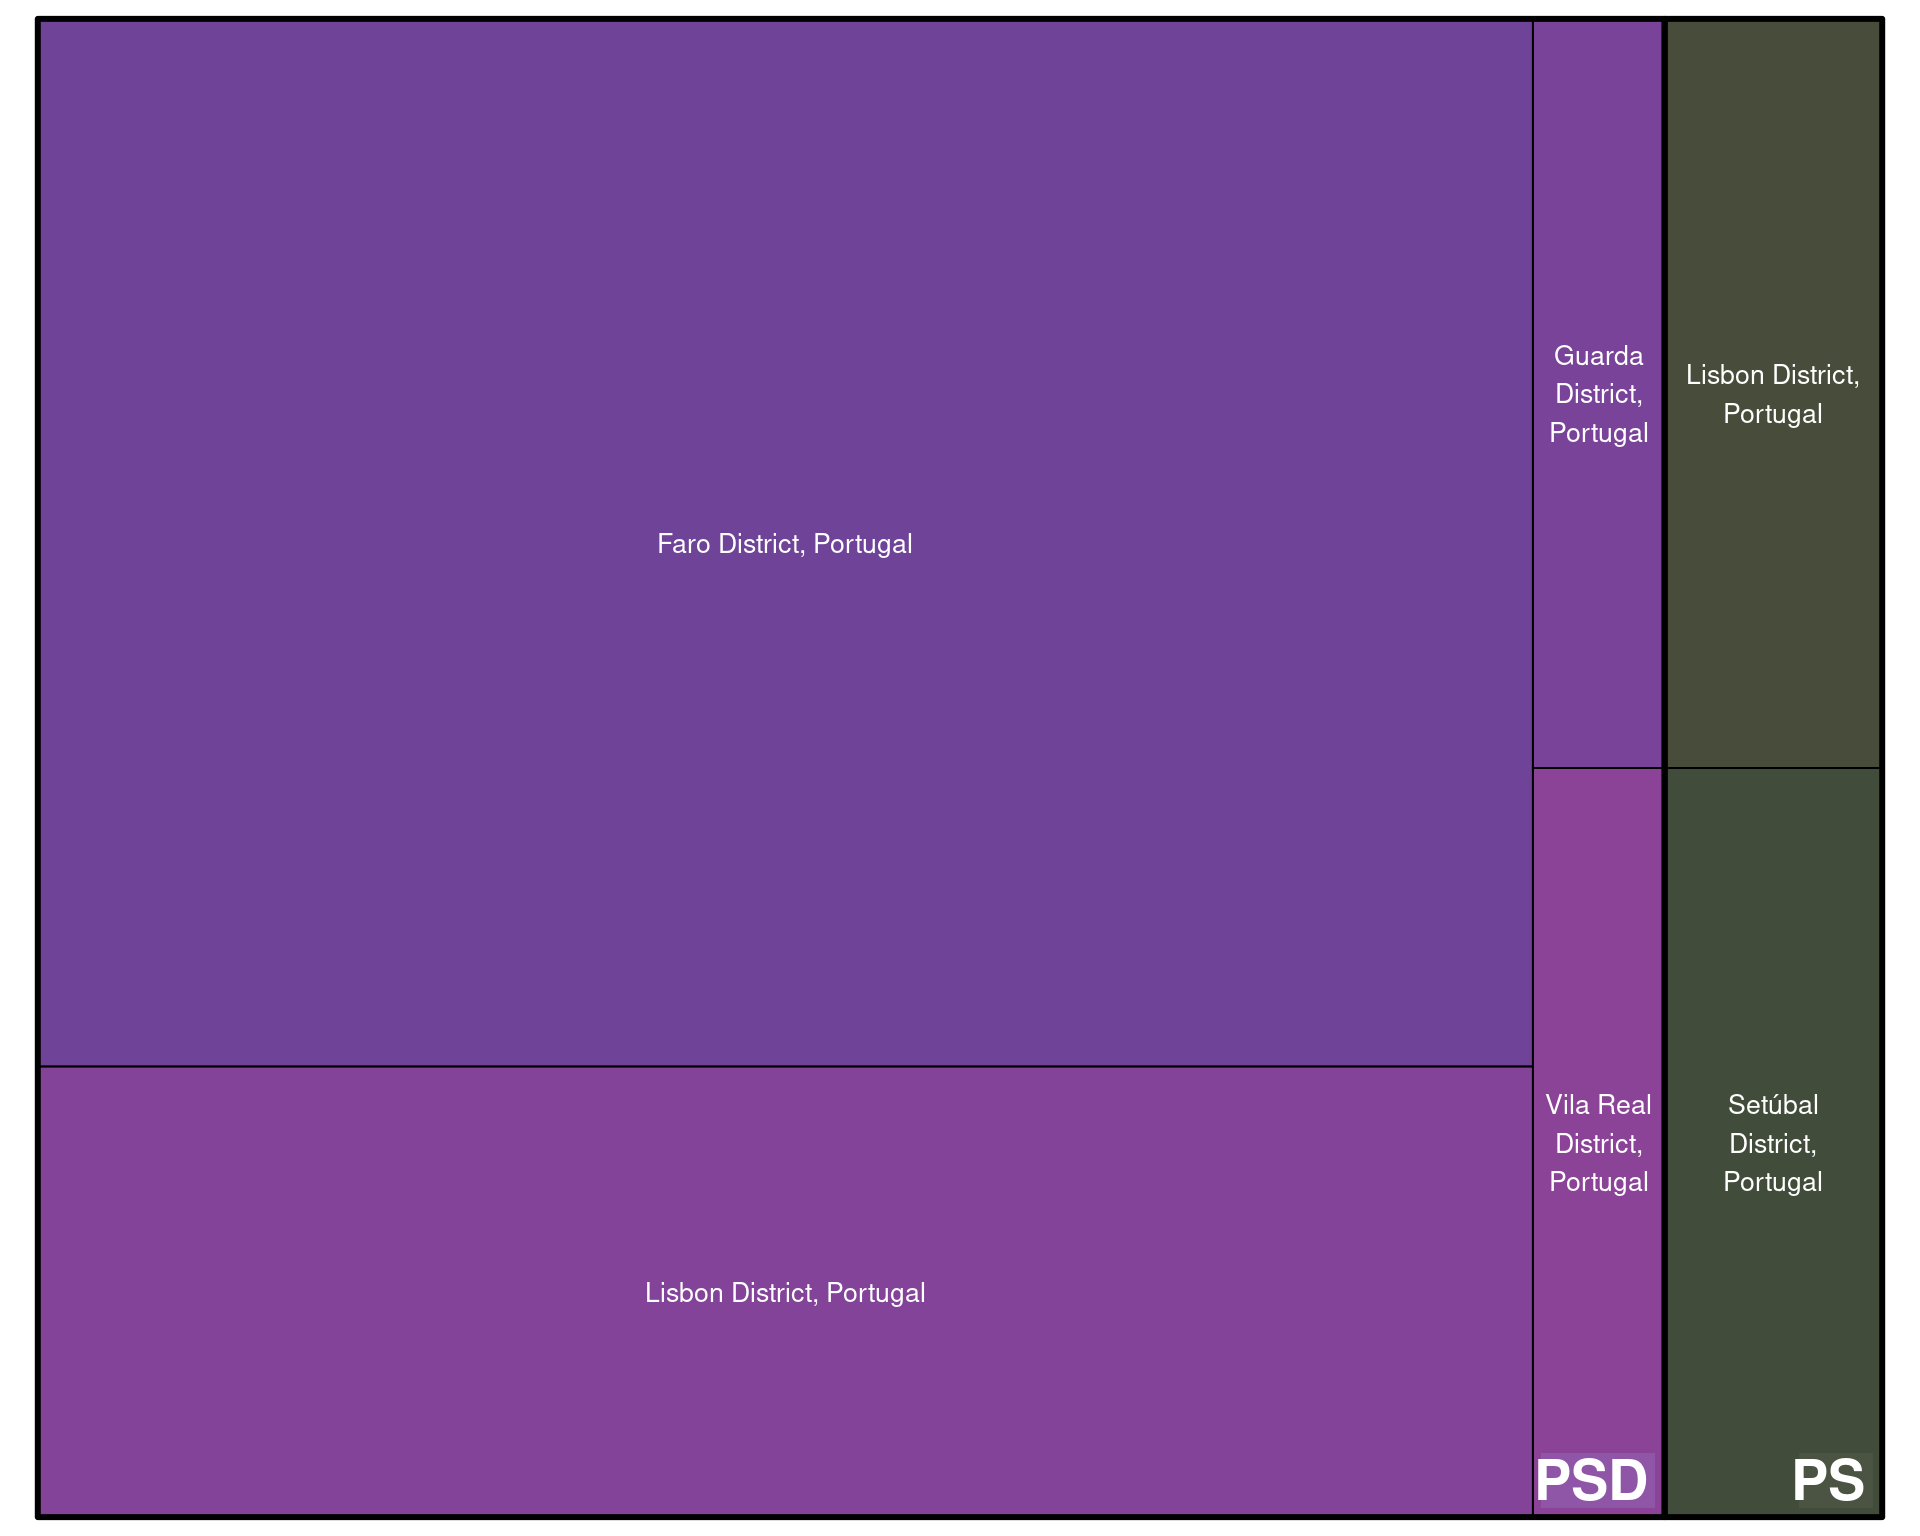 Faro District, Portugal
Lisbon District, Portugal
Guarda
District,
Portugal
Vila Real
District,
Portugal
PSD
Lisbon District,
Portugal
Setúbal
District,
Portugal
PS